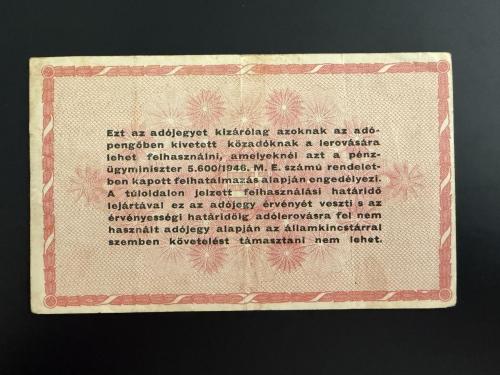 Ezt az adójegyet kizárólag azoknak az adó-
pengőben kivetett közadóknak a lerovására
lehet felhasználni, amelyeknél azt a pénz-
ügyminiszter 5.600/1946. M. E. számú rendelet-
ben kapott felhatalmazás alapján engedélyezi.
A túloldalon jelzett felhasználási határidő
lejártával ez az adójegy érvényét veszti s az
érvényességi határidőig adólerovásra fel nem
használt adójegy alapján az államkincstárral
szemben követelést támasztani nem lehet.